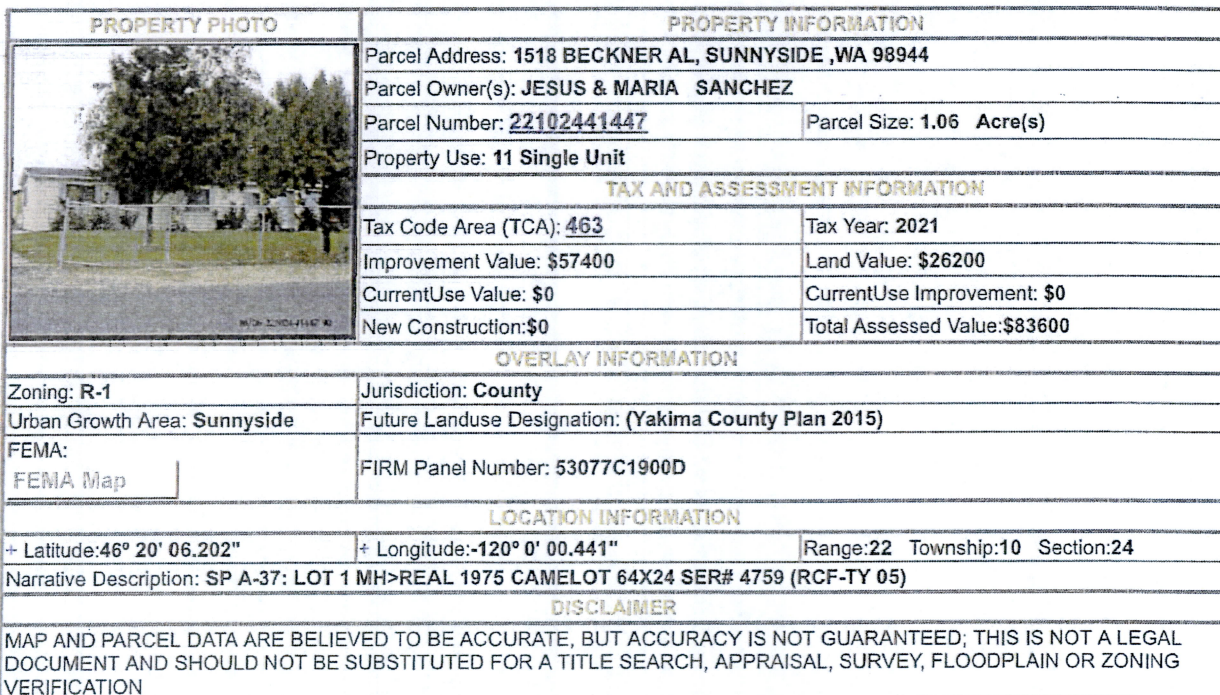 PROPERTY PHOTO
PROPERTY INFORMATION
Parcel Address: 1518 BECKNER AL, SUNNYSIDE ,WA 98944
Parcel Owner(s): JESUS & MARIA SANCHEZ
Parcel Number: 22102441447 Parcel Size: 1.06 Acre(s)
Property Use: 11 Single Unit
TAX AND ASSESSMENT INFORMATION
Tax Code Area (TCA): 463 Tax Year: 2021
Improvement Value: $57400 Land Value: $26200
CurrentUse Value: $0 CurrentUse Improvement: $0
New Construction:$0 Total Assessed Value:$83600
OVERLAY INFORMATION
Zoning: R-1 Jurisdiction: County
Urban Growth Area: Sunnyside Future Landuse Designation: (Yakima County Plan 2015)
FEMA:
FEMA Map FIRM Panel Number: 53077C1900D
LOCATION INFORMATION
+ Latitude:46º 20' 06.202" + Longitude:-120º 0' 00.441" Range:22 Township:10 Section:24
Narrative Description: SP A-37: LOT 1 MH>REAL 1975 CAMELOT 64X24 SER# 4759 (RCF-TY 05)
DISCLAIMER
MAP AND PARCEL DATA ARE BELIEVED TO BE ACCURATE, BUT ACCURACY IS NOT GUARANTEED; THIS IS NOT A LEGAL
DOCUMENT AND SHOULD NOT BE SUBSTITUTED FOR A TITLE SEARCH, APPRAISAL, SURVEY, FLOODPLAIN OR ZONING
VERIFICATION